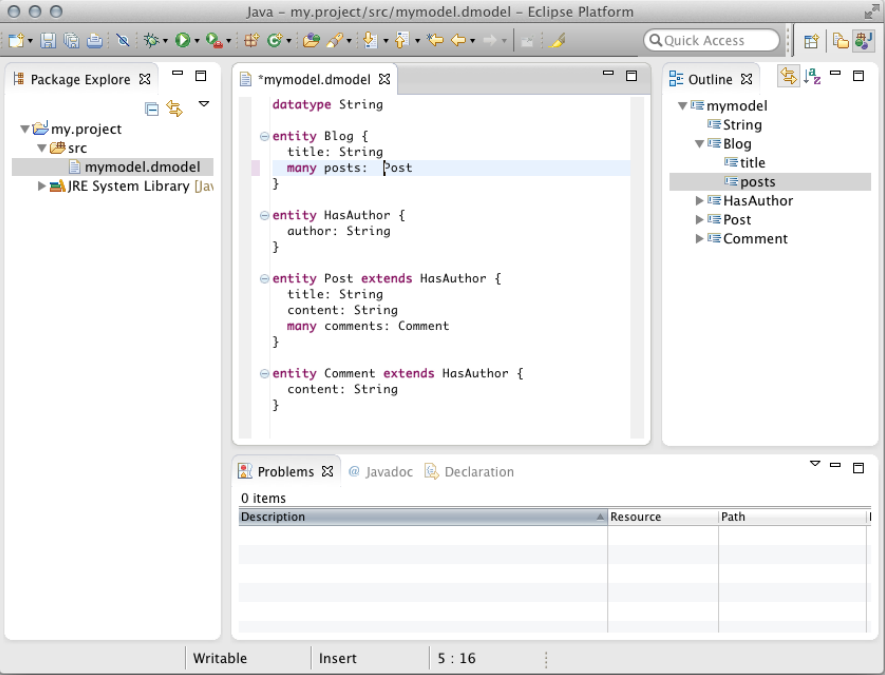 Java – my.project/src/mymodel.dmodel – Eclipse Platform
Quick Access
Package Explore
my.project
src
mymodel.dmodel
JRE System Library [Jav
*mymodel.dmodel
datatype String
entity Blog {
title: String
many posts:  Post
}
entity HasAuthor {
author: String
}
entity Post extends HasAuthor {
title: String
content: String
many comments: Comment
}
entity Comment extends HasAuthor {
content: String
}
Outline
mymodel
String
Blog
title
posts
HasAuthor
Post
Comment
Problems
@ Javadoc
Declaration
0 items
Description
Resource
Path
Writable
Insert
5 : 16